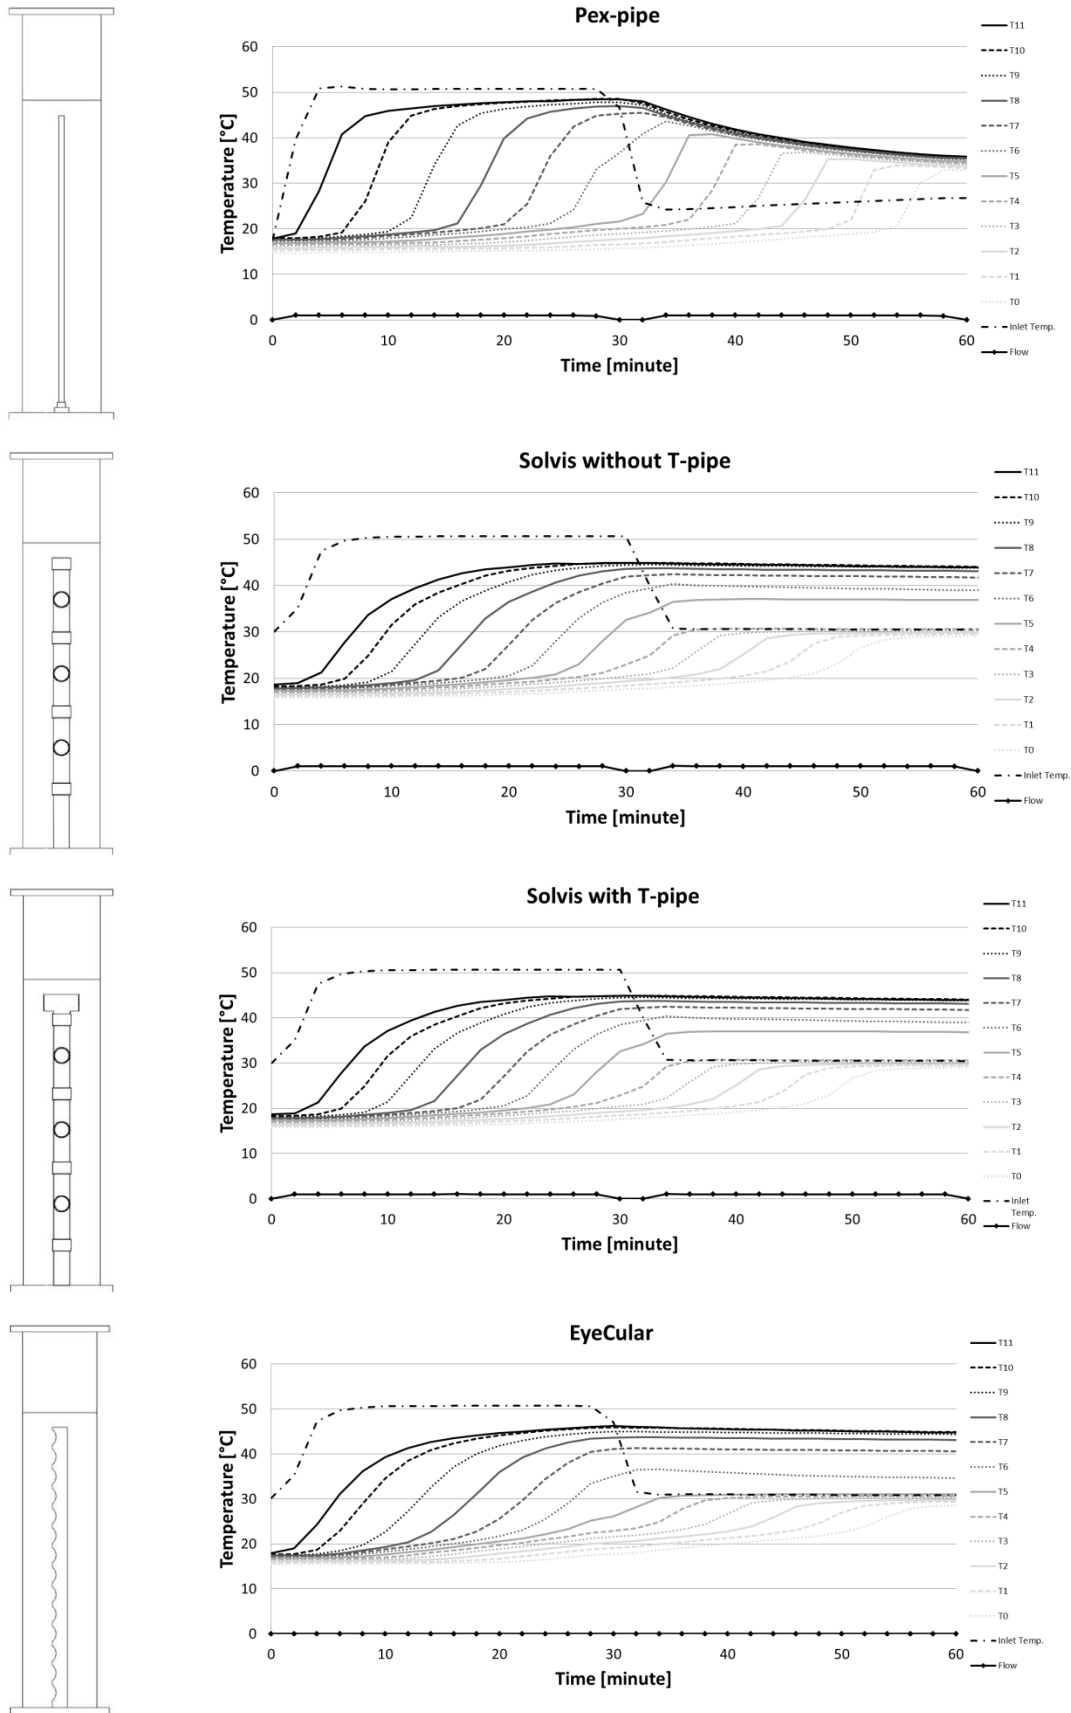 Pex-pipe
Temperature [°C]
60
50
40
30
20
10
0
0 10 20 30 40 50 60
Time [minute]
T11
T10
T9
T8
T7
T6
T5
T4
T3
T2
T1
T0
Inlet Temp.
Flow
Solvis without T-pipe
Temperature [°C]
60
50
40
30
20
10
0
0 10 20 30 40 50 60
Time [minute]
T11
T10
T9
T8
T7
T6
T5
T4
T3
T2
T1
T0
Inlet Temp.
Flow
Solvis with T-pipe
Temperature [°C]
60
50
40
30
20
10
0
0 10 20 30 40 50 60
Time [minute]
T11
T10
T9
T8
T7
T6
T5
T4
T3
T2
T1
T0
Inlet
Temp.
Flow
EyeCular
Temperature [°C]
60
50
40
30
20
10
0
0 10 20 30 40 50 60
Time [minute]
T11
T10
T9
T8
T7
T6
T5
T4
T3
T2
T1
T0
Inlet Temp.
Flow